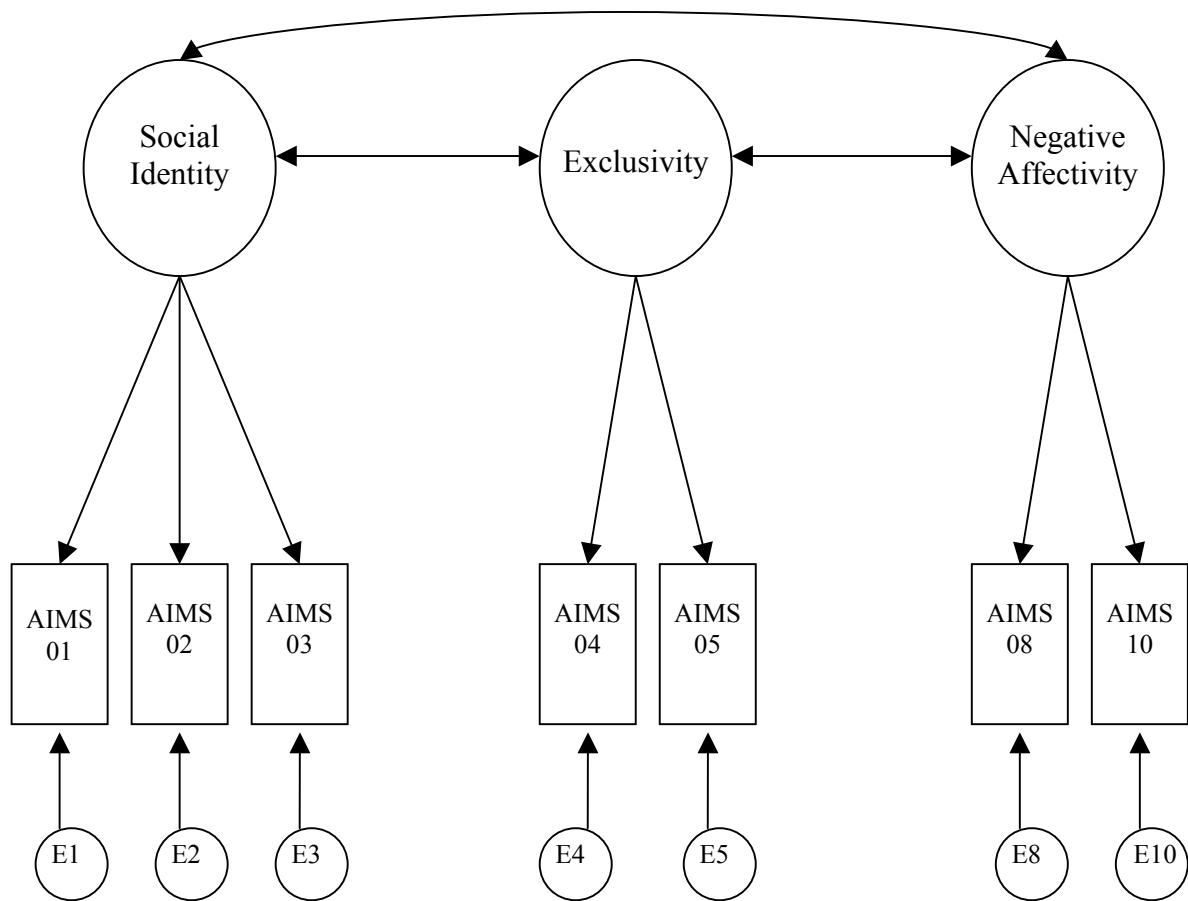 Social
Identity
Exclusivity
Negative
Affectivity
AIMS
01
AIMS
02
AIMS
03
AIMS
04
AIMS
05
AIMS
08
AIMS
10
E1
E2
E3
E4
E5
E8
E10